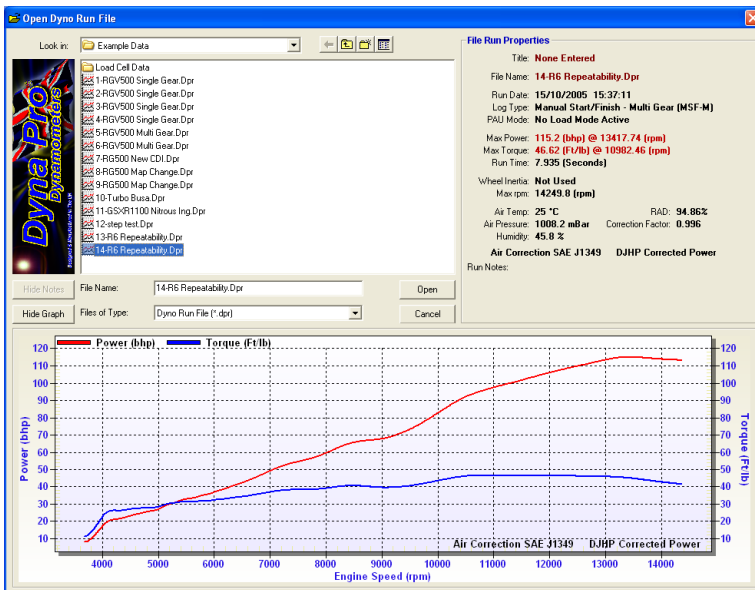 Open Dyno Run File
Look in: Example Data
Load Cell Data
1-RGV500 Single Gear.Dpr
2-RGV500 Single Gear.Dpr
3-RGV500 Single Gear.Dpr
4-RGV500 Single Gear.Dpr
5-RGV500 Multi Gear.Dpr
6-RGV500 Multi Gear.Dpr
7-RG500 New CDI.Dpr
8-RG500 Map Change.Dpr
9-RG500 Map Change.Dpr
10-Turbo Busa.Dpr
11-GSXR1100 Nitrous Ing.Dpr
12-step test.Dpr
13-R6 Repeatability.Dpr
14-R6 Repeatability.Dpr
Dyna Pro
Dynamometers
Hide Notes File Name: 14-R6 Repeatability.Dpr Open
Hide Graph Files of Type: Dyno Run File (*.dpr) Cancel
File Run Properties
Title: None Entered
File Name: 14-R6 Repeatability.Dpr
Run Date: 15/10/2005 15:37:11
Log Type: Manual Start/Finish - Multi Gear (MSF-M)
PAU Mode: No Load Mode Active
Max Power: 115.2 (bhp) @ 13417.74 (rpm)
Max Torque: 46.62 (Ft/lb) @ 10982.46 (rpm)
Run Time: 7.935 (Seconds)
Wheel Inertia: Not Used
Max rpm: 14249.8 (rpm)
Air Temp: 25 °C RAD: 94.86%
Air Pressure: 1008.2 mBar Correction Factor: 0.996
Humidity: 45.8 %
Air Correction SAE J1349 DJHP Corrected Power
Run Notes:
Power (bhp) Torque (Ft/lb)
120 120
110 110
100 100
90 90
80 80
70 70
60 60
50 50
40 40
30 30
20 20
10 10
Power (bhp)
Torque (Ft/lb)
Air Correction SAE J1349 DJHP Corrected Power
4000 5000 6000 7000 8000 9000 10000 11000 12000 13000 14000
Engine Speed (rpm)